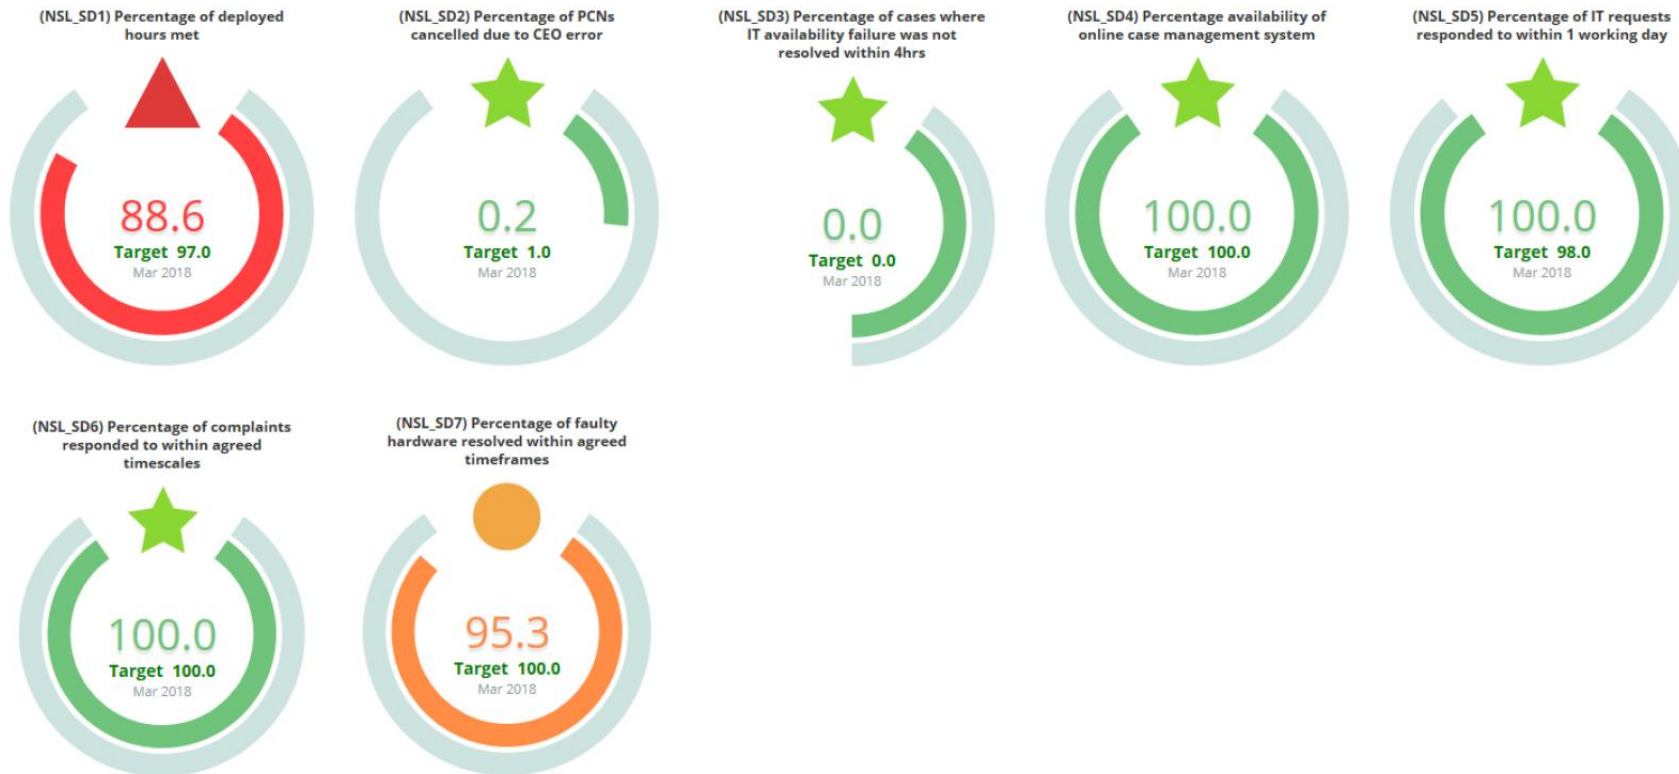 (NSL_SD1) Percentage of deployed
hours met
88.6
Target 97.0
Mar 2018
(NSL_SD2) Percentage of PCNs
cancelled due to CEO error
0.2
Target 1.0
Mar 2018
(NSL_SD3) Percentage of cases where
IT availability failure was not
resolved within 4hrs
0.0
Target 0.0
Mar 2018
(NSL_SD4) Percentage availability of
online case management system
100.0
Target 100.0
Mar 2018
(NSL_SD5) Percentage of IT requests
responded to within 1 working day
100.0
Target 98.0
Mar 2018
(NSL_SD6) Percentage of complaints
responded to within agreed
timescales
100.0
Target 100.0
Mar 2018
(NSL_SD7) Percentage of faulty
hardware resolved within agreed
timeframes
95.3
Target 100.0
Mar 2018